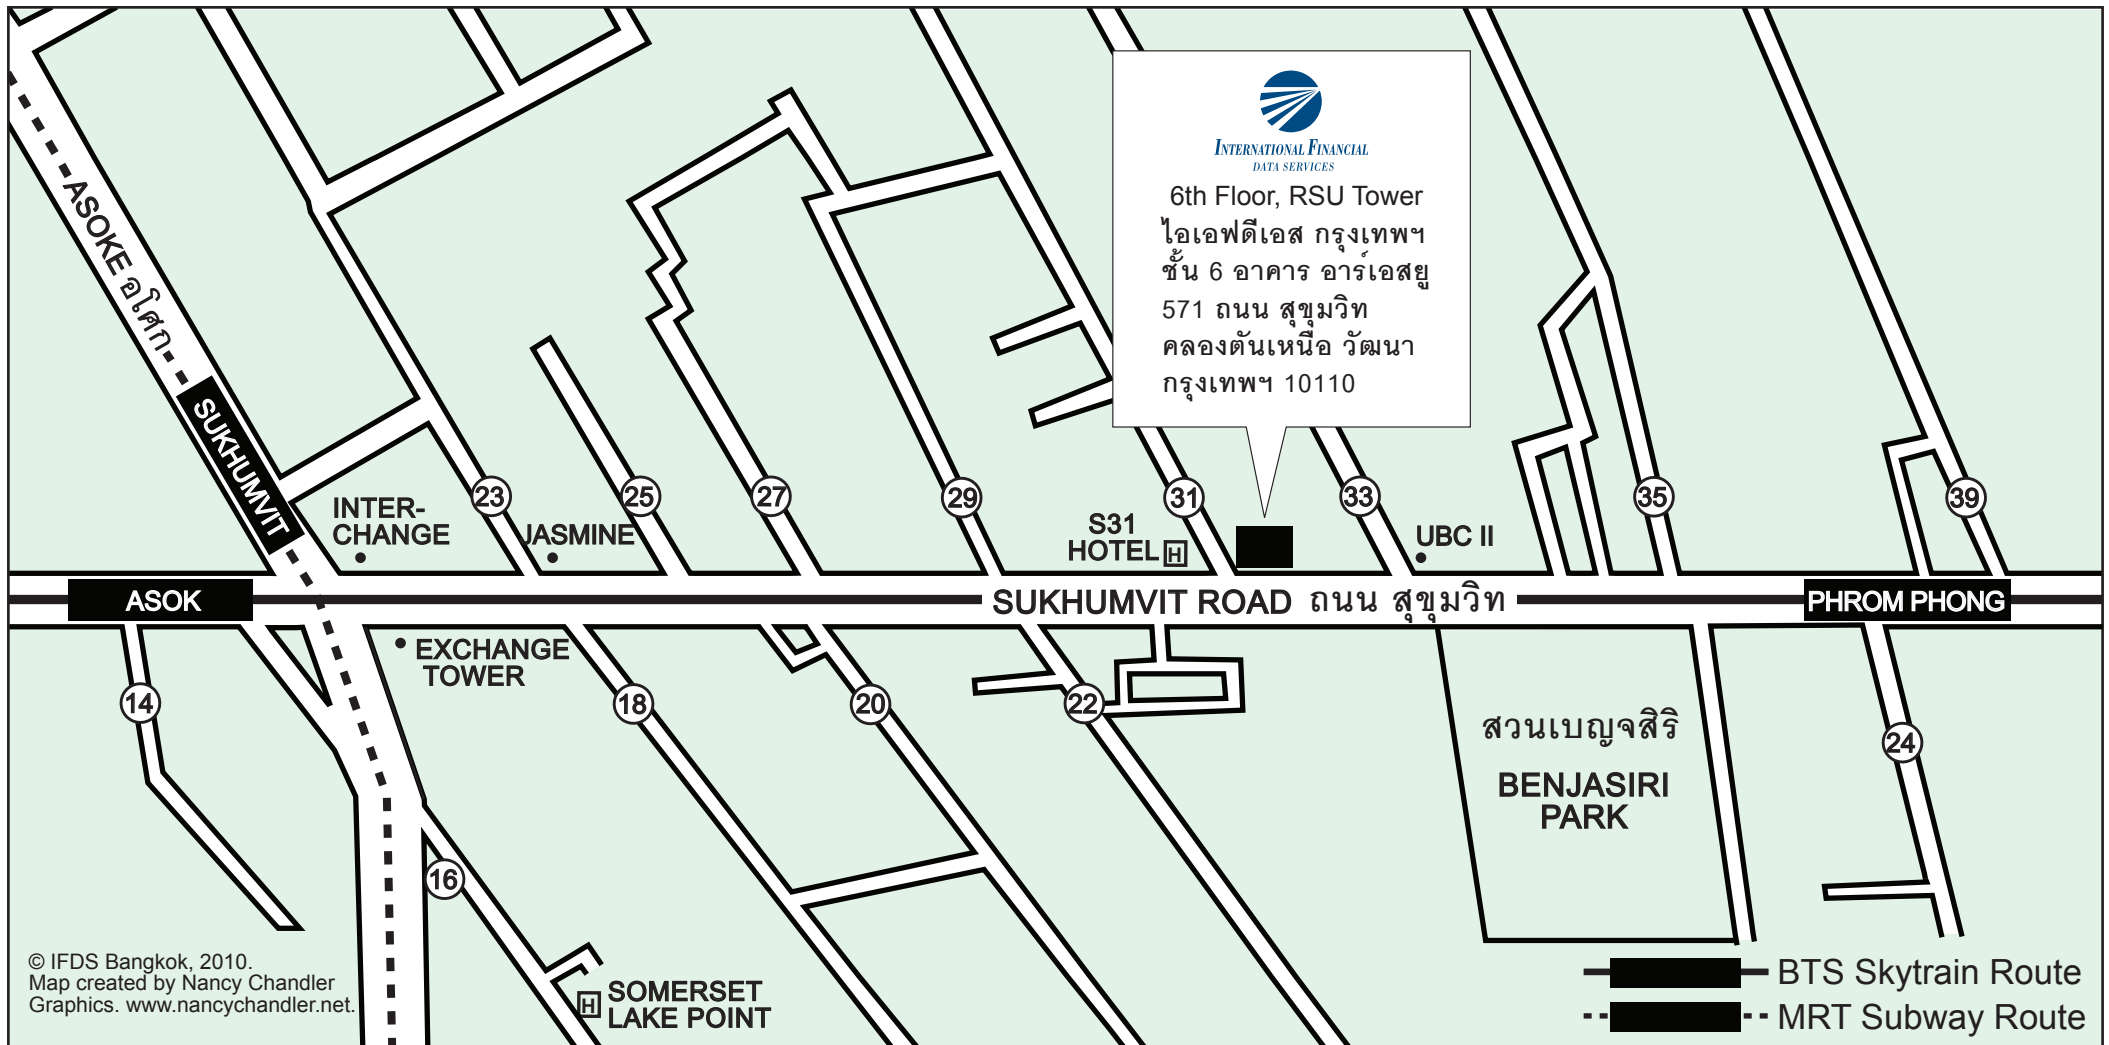 INTERNATIONAL FINANCIAL
DATA SERVICES
6th Floor, RSU Tower
ไอเอฟดีเอส กรุงเทพฯ
ชั้น 6 อาคาร อาร์เอสยู
571 ถนน สุขุมวิท
คลองตันเหนือ วัฒนา
กรุงเทพฯ 10110
ASOKE อโศก
SUKHUMVIT
INTER-
CHANGE
23
JASMINE
25
27
29
S31
HOTEL H
31
33
UBC II
35
39
ASOK
SUKHUMVIT ROAD ถนน สุขุมวิท
PHROM PHONG
EXCHANGE
TOWER
14
18
20
22
24
16
สวนเบญจสิริ
BENJASIRI
PARK
H SOMERSET
LAKE POINT
© IFDS Bangkok, 2010.
Map created by Nancy Chandler
Graphics. www.nancychandler.net.
BTS Skytrain Route
MRT Subway Route